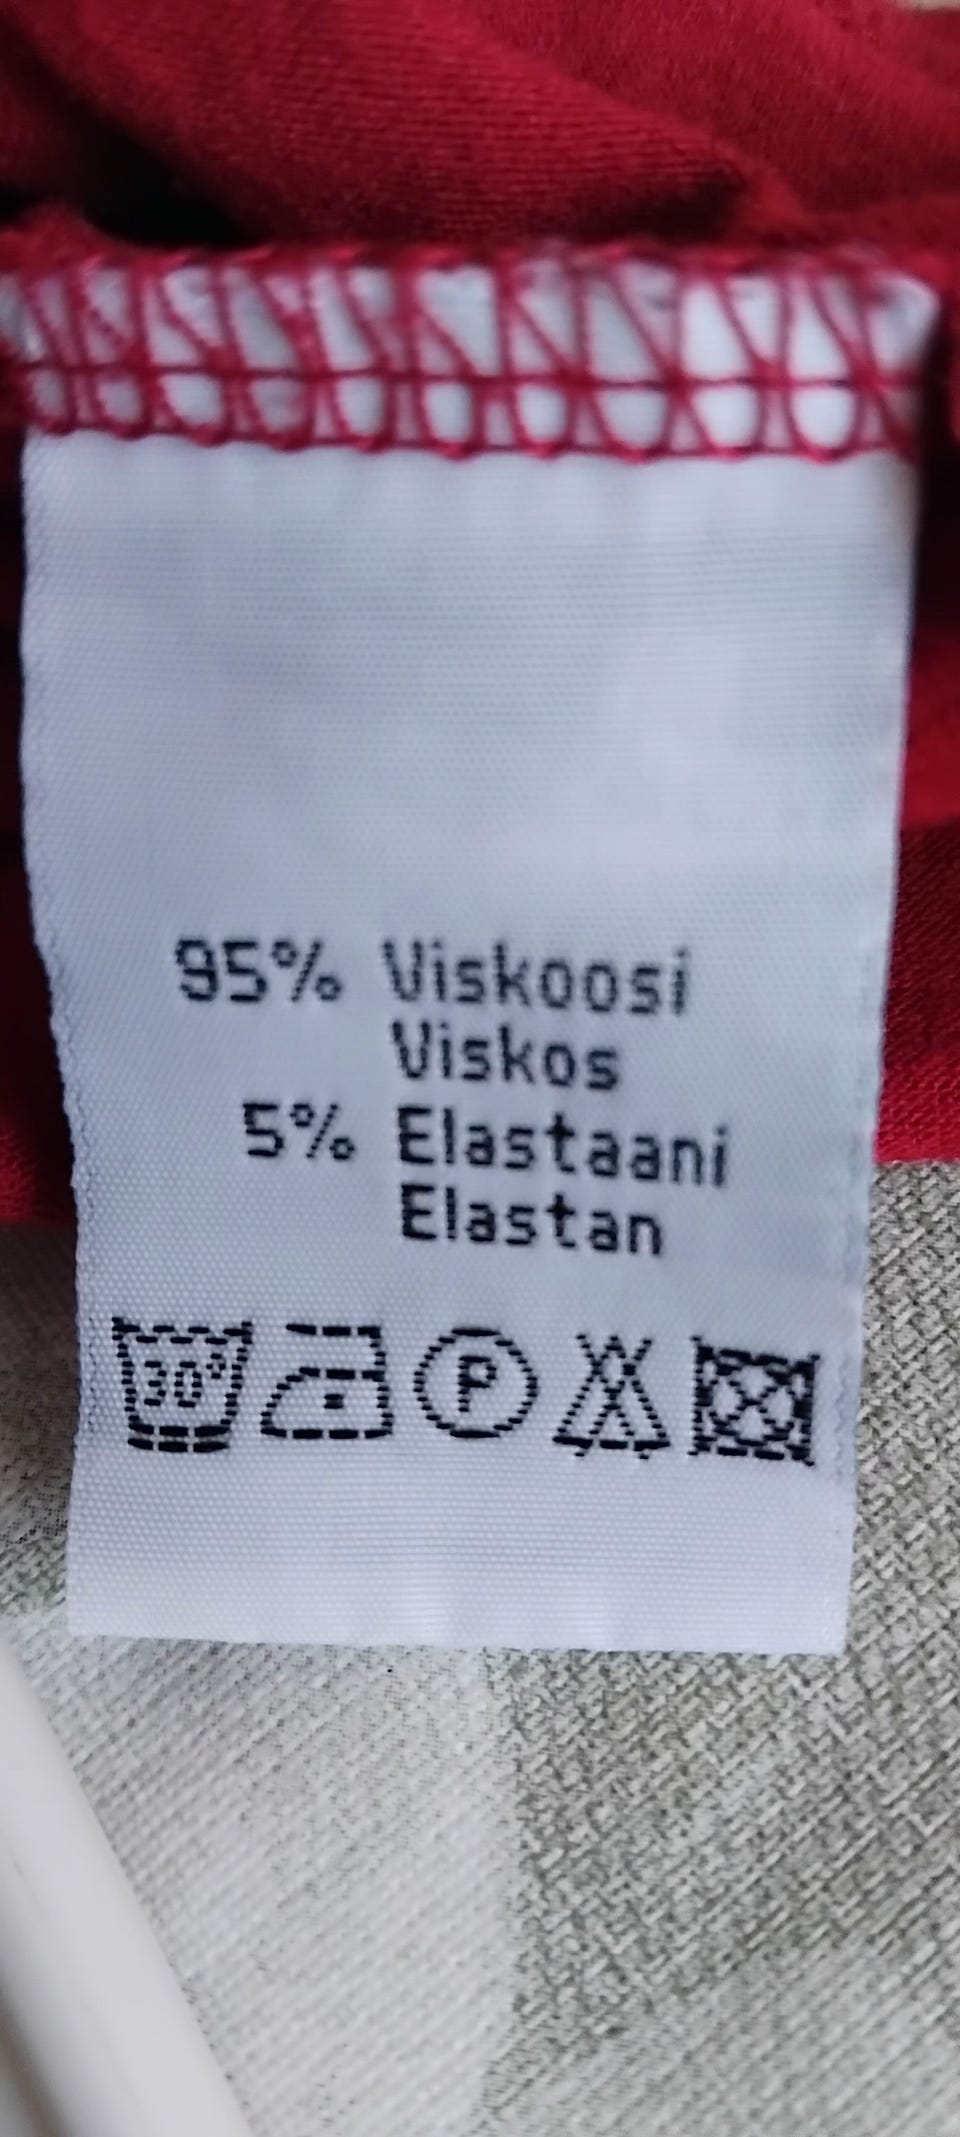 95% Viskoosi
Viskos
5% Elastaani
Elastan
30° P